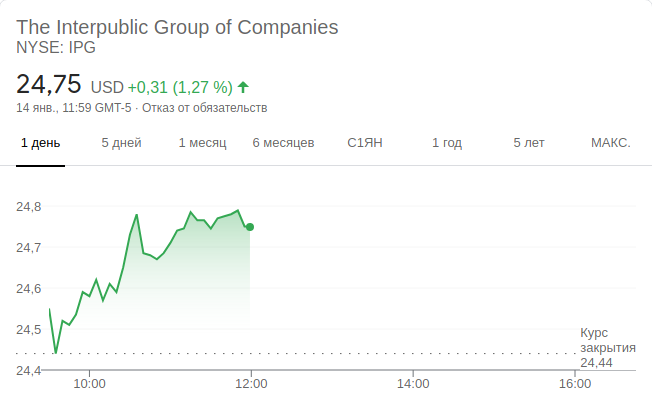 The Interpublic Group of Companies
NYSE: IPG
24,75 USD +0,31 (1,27 %)
14 янв., 11:59 GMT-5 · Отказ от обязательств
1 день 5 дней 1 месяц 6 месяцев С1ЯН 1 год 5 лет МАКС.
24,8
24,7
24,6
24,5
Курс
закрытия
24,44
24,4
10:00 12:00 14:00 16:00